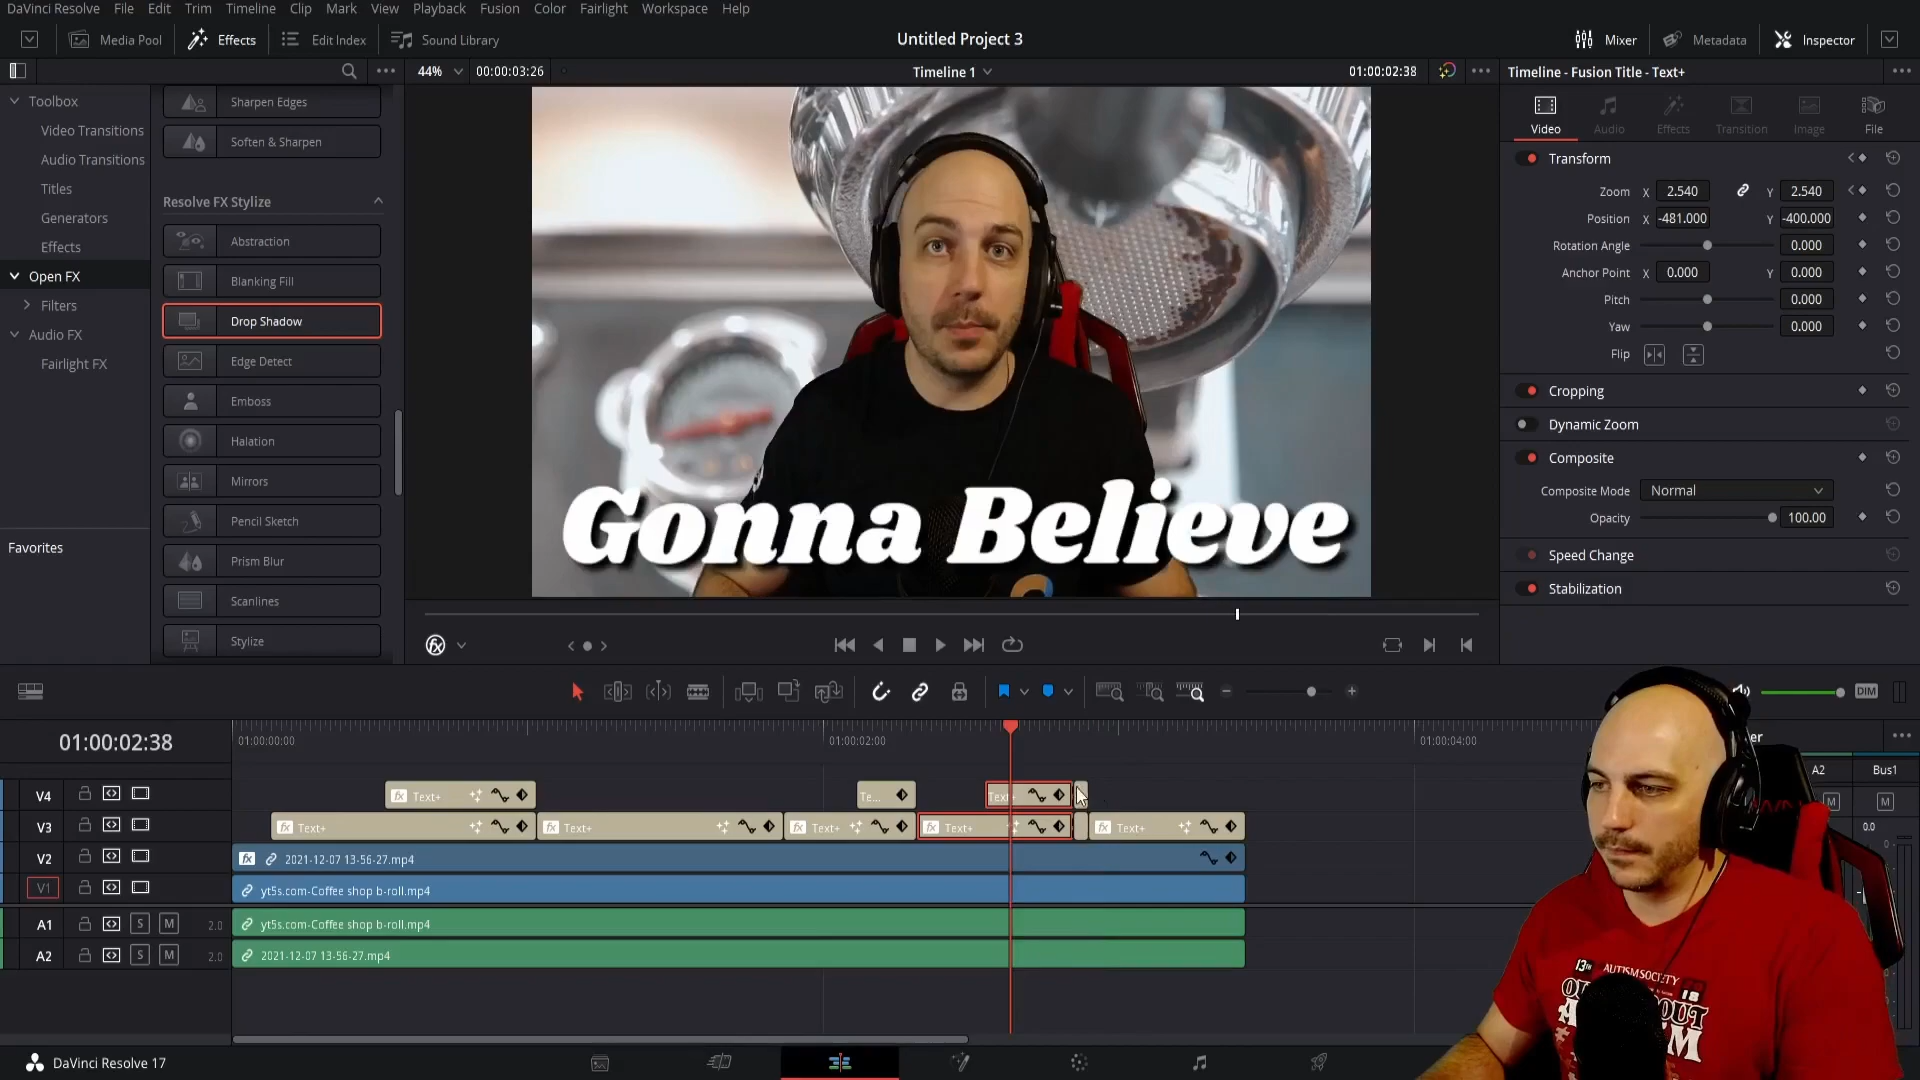 DaVinci Resolve File Edit Trim Timeline Clip Mark View Playback Fusion Color Fairlight Workspace Help
Media Pool Effects Edit Index Sound Library Untitled Project 3 Mixer Metadata Inspector
44% 00:00:03:26 Timeline 1 01:00:02:38 Timeline - Fusion Title - Text+
Toolbox
Video Transitions
Audio Transitions
Titles
Generators
Effects
Open FX
Filters
Audio FX
Fairlight FX
Favorites
Sharpen Edges
Soften & Sharpen
Resolve FX Stylize
Abstraction
Blanking Fill
Drop Shadow
Edge Detect
Emboss
Halation
Mirrors
Pencil Sketch
Prism Blur
Scanlines
Stylize
Gonna Believe
Video Audio Effects Transition Image File
Transform
Zoom X 2.540 Y 2.540
Position X -481.000 Y -400.000
Rotation Angle 0.000
Anchor Point X 0.000 Y 0.000
Pitch 0.000
Yaw 0.000
Flip
Cropping
Dynamic Zoom
Composite
Composite Mode Normal
Opacity 100.00
Speed Change
Stabilization
DIM
01:00:02:38 01:00:00:00 01:00:02:00 01:00:04:00
A2 Bus1
V4 Text+ Te... Text+
M M
V3 Text+ Text+ Text+ Text+ Text+
0.0
V2 2021-12-07 13-56-27.mp4
V1 yt5s.com-Coffee shop b-roll.mp4
A1 S M 2.0 yt5s.com-Coffee shop b-roll.mp4
A2 S M 2.0 2021-12-07 13-56-27.mp4
13TH AUTISM SOCIETY 18
DaVinci Resolve 17